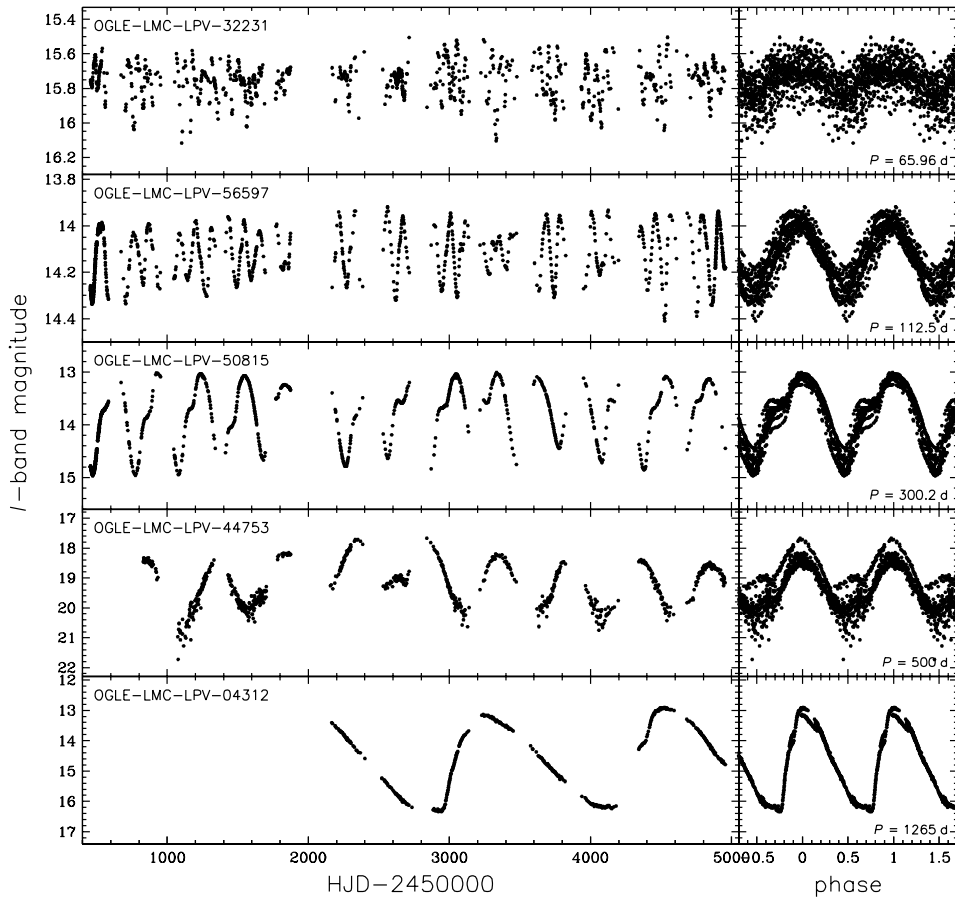 I-band magnitude
15.4
15.6
15.8
16
16.2
OGLE-LMC-LPV-32231
P = 65.96 d
13.8
14
14.2
14.4
OGLE-LMC-LPV-56597
P = 112.5 d
13
14
15
OGLE-LMC-LPV-50815
P = 300.2 d
17
18
19
20
21
22
OGLE-LMC-LPV-44753
P = 500 d
12
13
14
15
16
17
OGLE-LMC-LPV-04312
P = 1265 d
1000 2000 3000 4000 5000
-0.5 0 0.5 1 1.5
HJD-2450000
phase